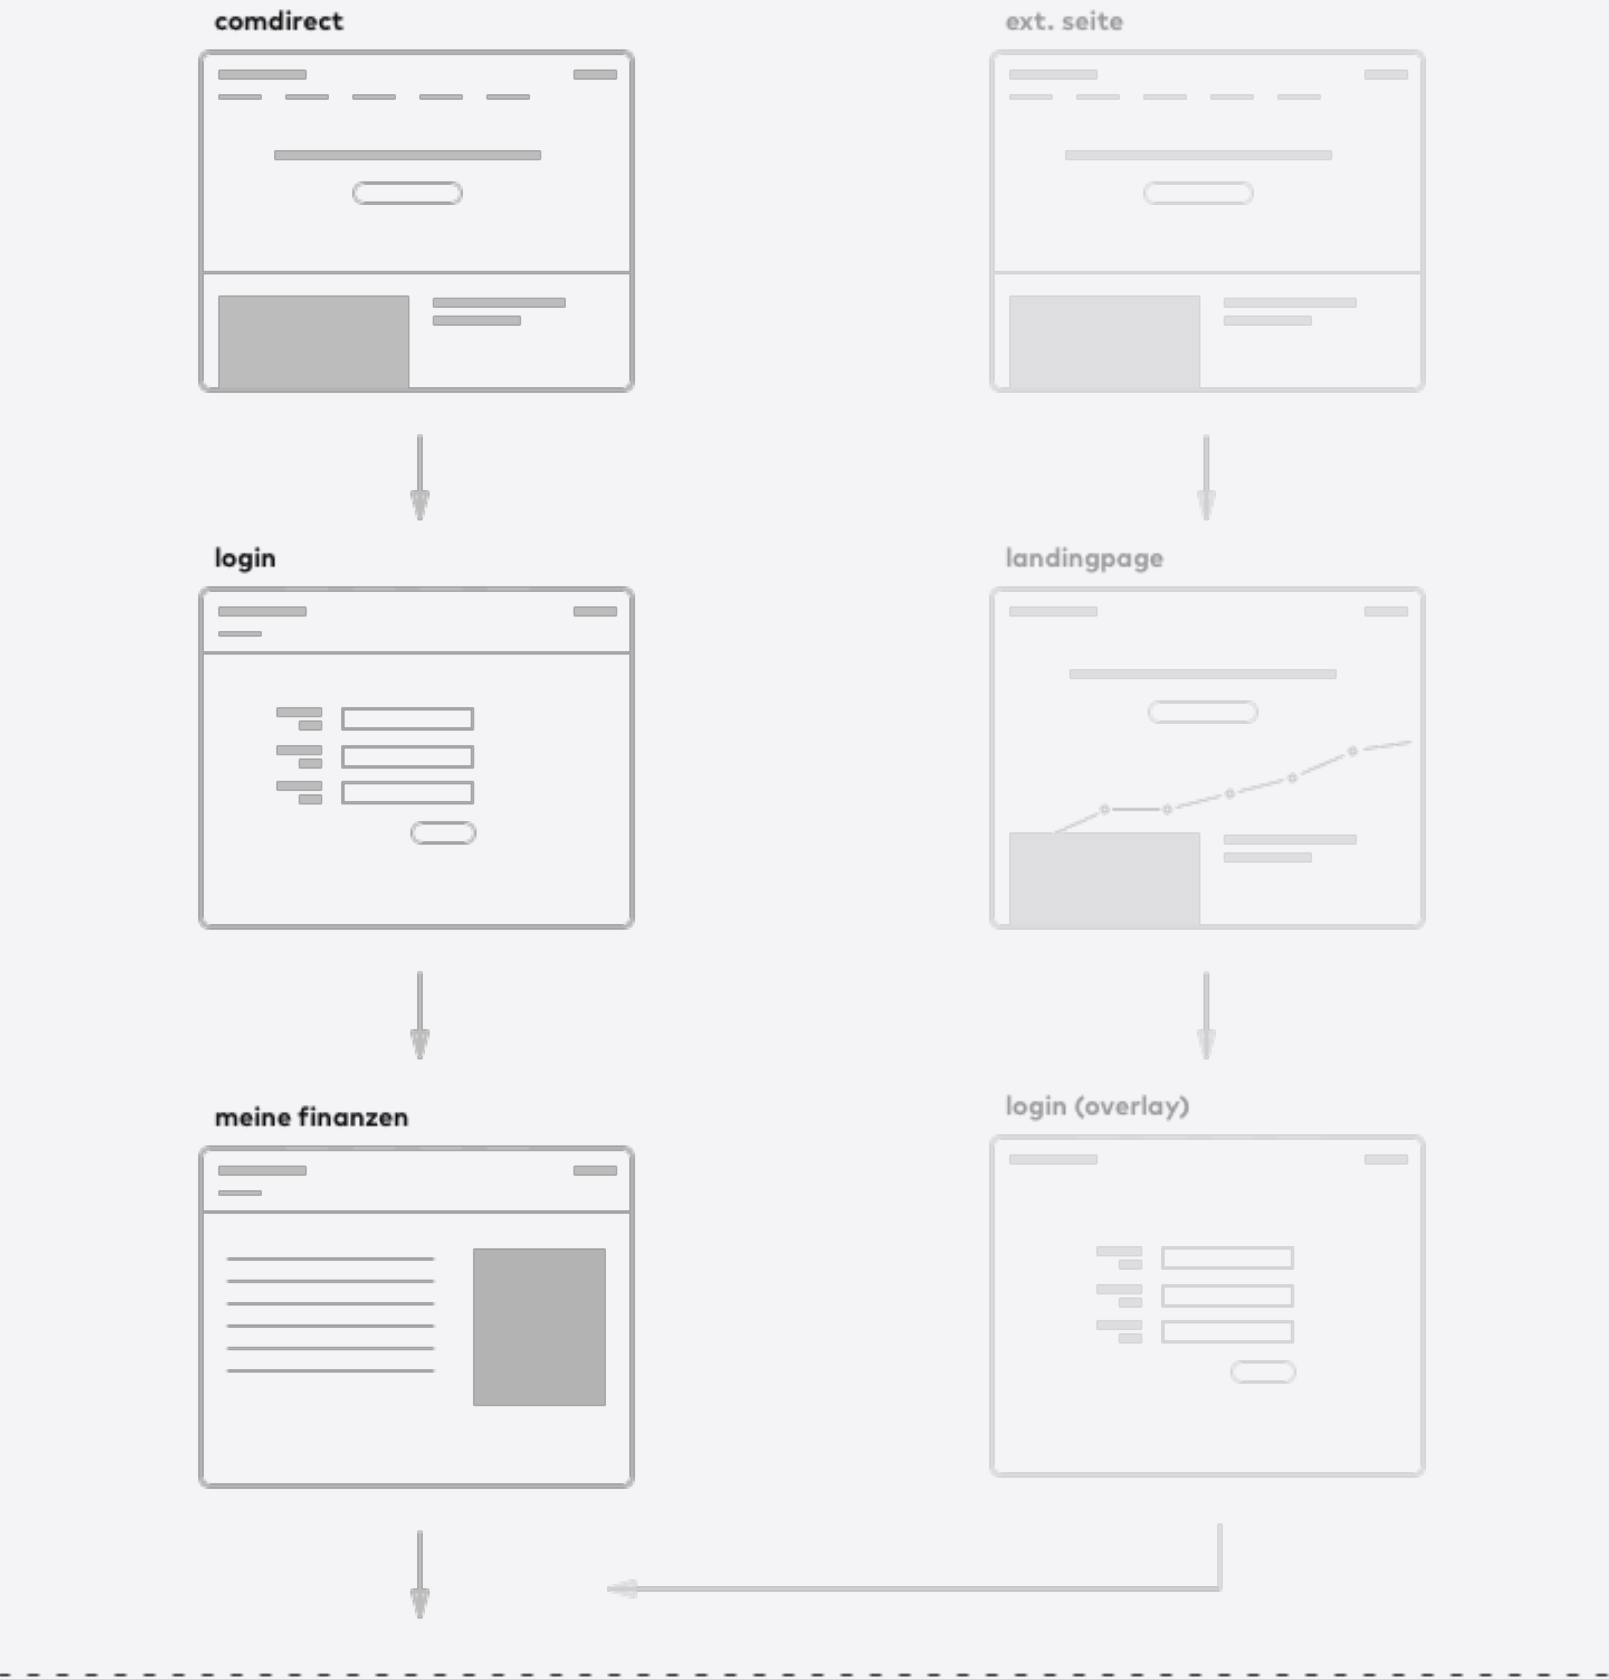 comdirect
ext. seite
login
landingpage
meine finanzen
login (overlay)